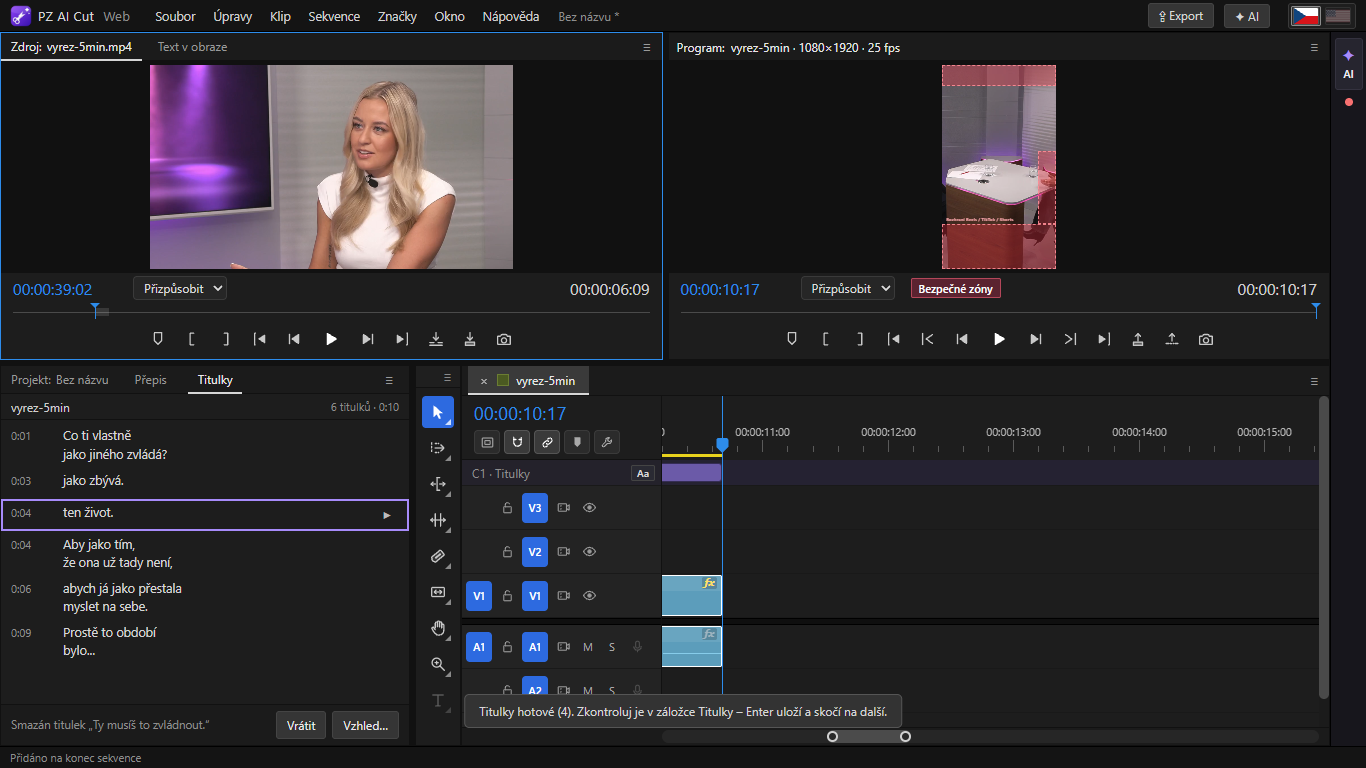 PZ AI Cut Web Soubor Úpravy Klip Sekvence Značky Okno Nápověda Bez názvu * Export AI
Zdroj: vyrez-5min.mp4 Text v obraze
Program: vyrez-5min · 1080×1920 · 25 fps
AI
00:00:39:02 Přizpůsobit 00:00:06:09
00:00:10:17 Přizpůsobit Bezpečné zóny 00:00:10:17
Projekt: Bez názvu Přepis Titulky
vyrez-5min 6 titulků · 0:10
0:01 Co ti vlastně
jako jiného zvládá?
0:03 jako zbývá.
0:04 ten život.
0:04 Aby jako tím,
že ona už tady není,
0:06 abych já jako přestala
myslet na sebe.
0:09 Prostě to období
bylo...
Smazán titulek „Ty musíš to zvládnout.“ Vrátit Vzhled...
× vyrez-5min
00:00:10:17
00:00:11:00 00:00:12:00 00:00:13:00 00:00:14:00 00:00:15:00
C1 · Titulky Aa
V3
V2
V1 V1 fx
A1 A1 M S fx
A2 M S
T
Titulky hotové (4). Zkontroluj je v záložce Titulky – Enter uloží a skočí na další.
Přidáno na konec sekvence